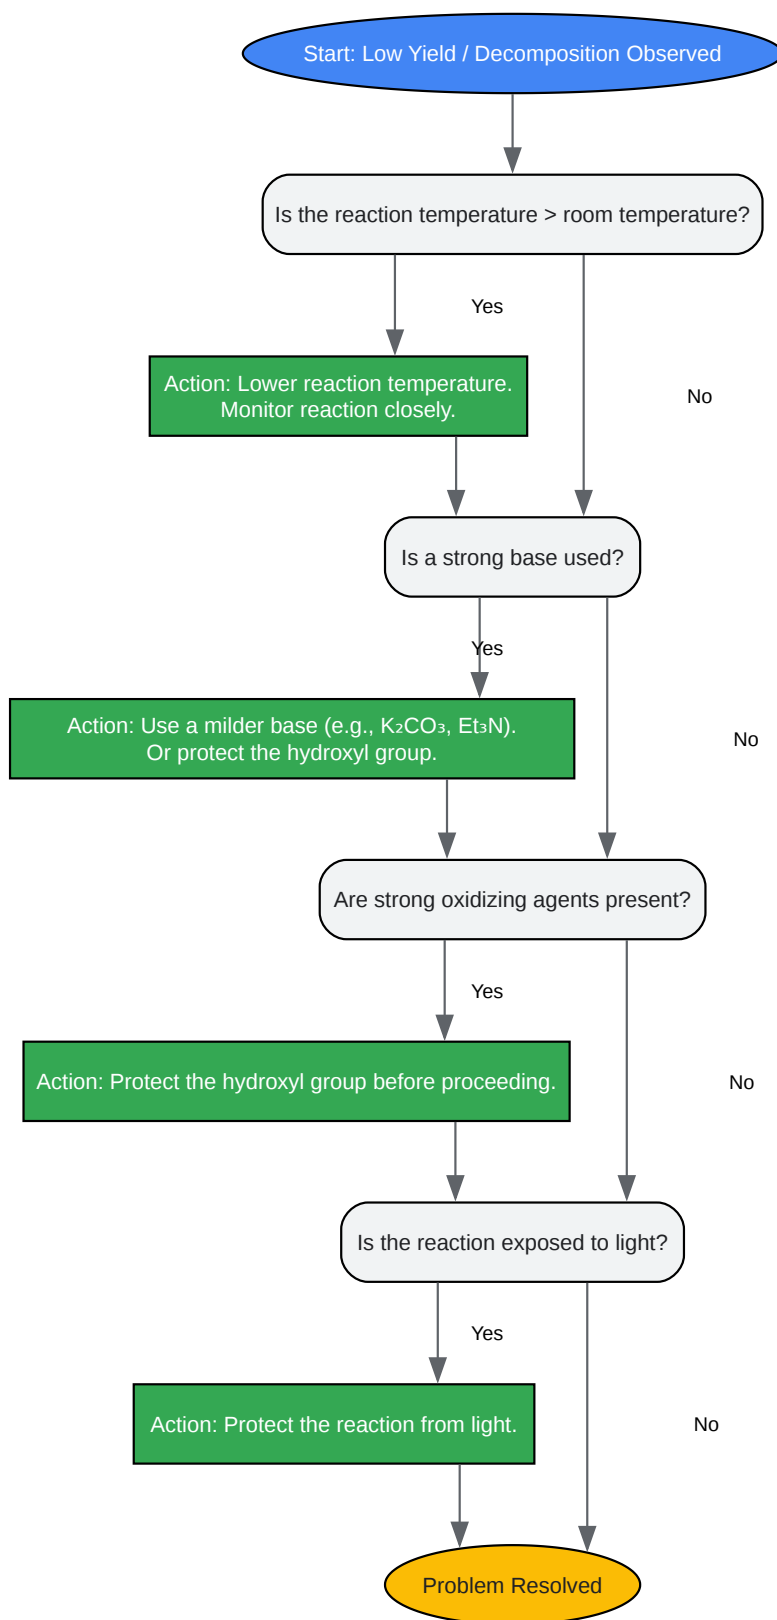 Start: Low Yield / Decomposition Observed
Is the reaction temperature > room temperature?
Yes
Action: Lower reaction temperature.
Monitor reaction closely.
No
Is a strong base used?
Yes
Action: Use a milder base (e.g., K₂CO₃, Et₃N).
Or protect the hydroxyl group.
No
Are strong oxidizing agents present?
Yes
Action: Protect the hydroxyl group before proceeding.
No
Is the reaction exposed to light?
Yes
Action: Protect the reaction from light.
No
Problem Resolved